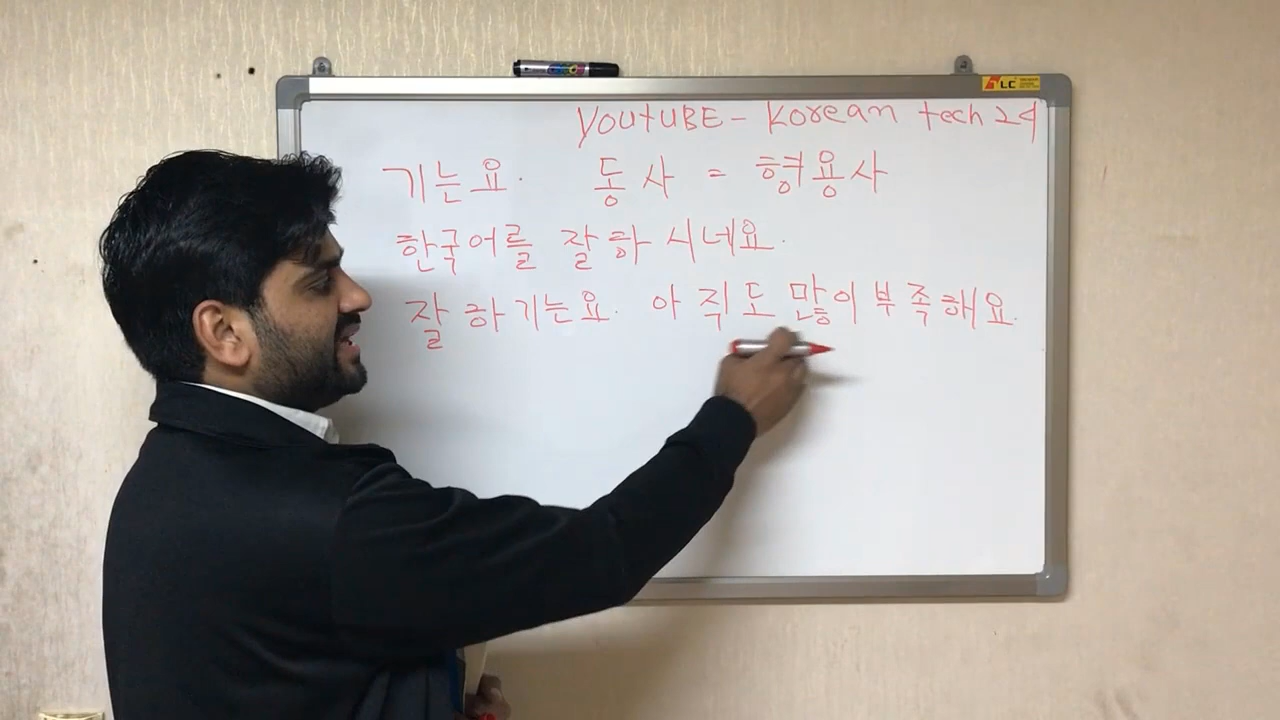 YouTUBE - Korean tech 24
기는요. 동사 = 형용사
한국어를 잘하시네요.
잘하기는요. 아직도 많이 부족해요.
LC